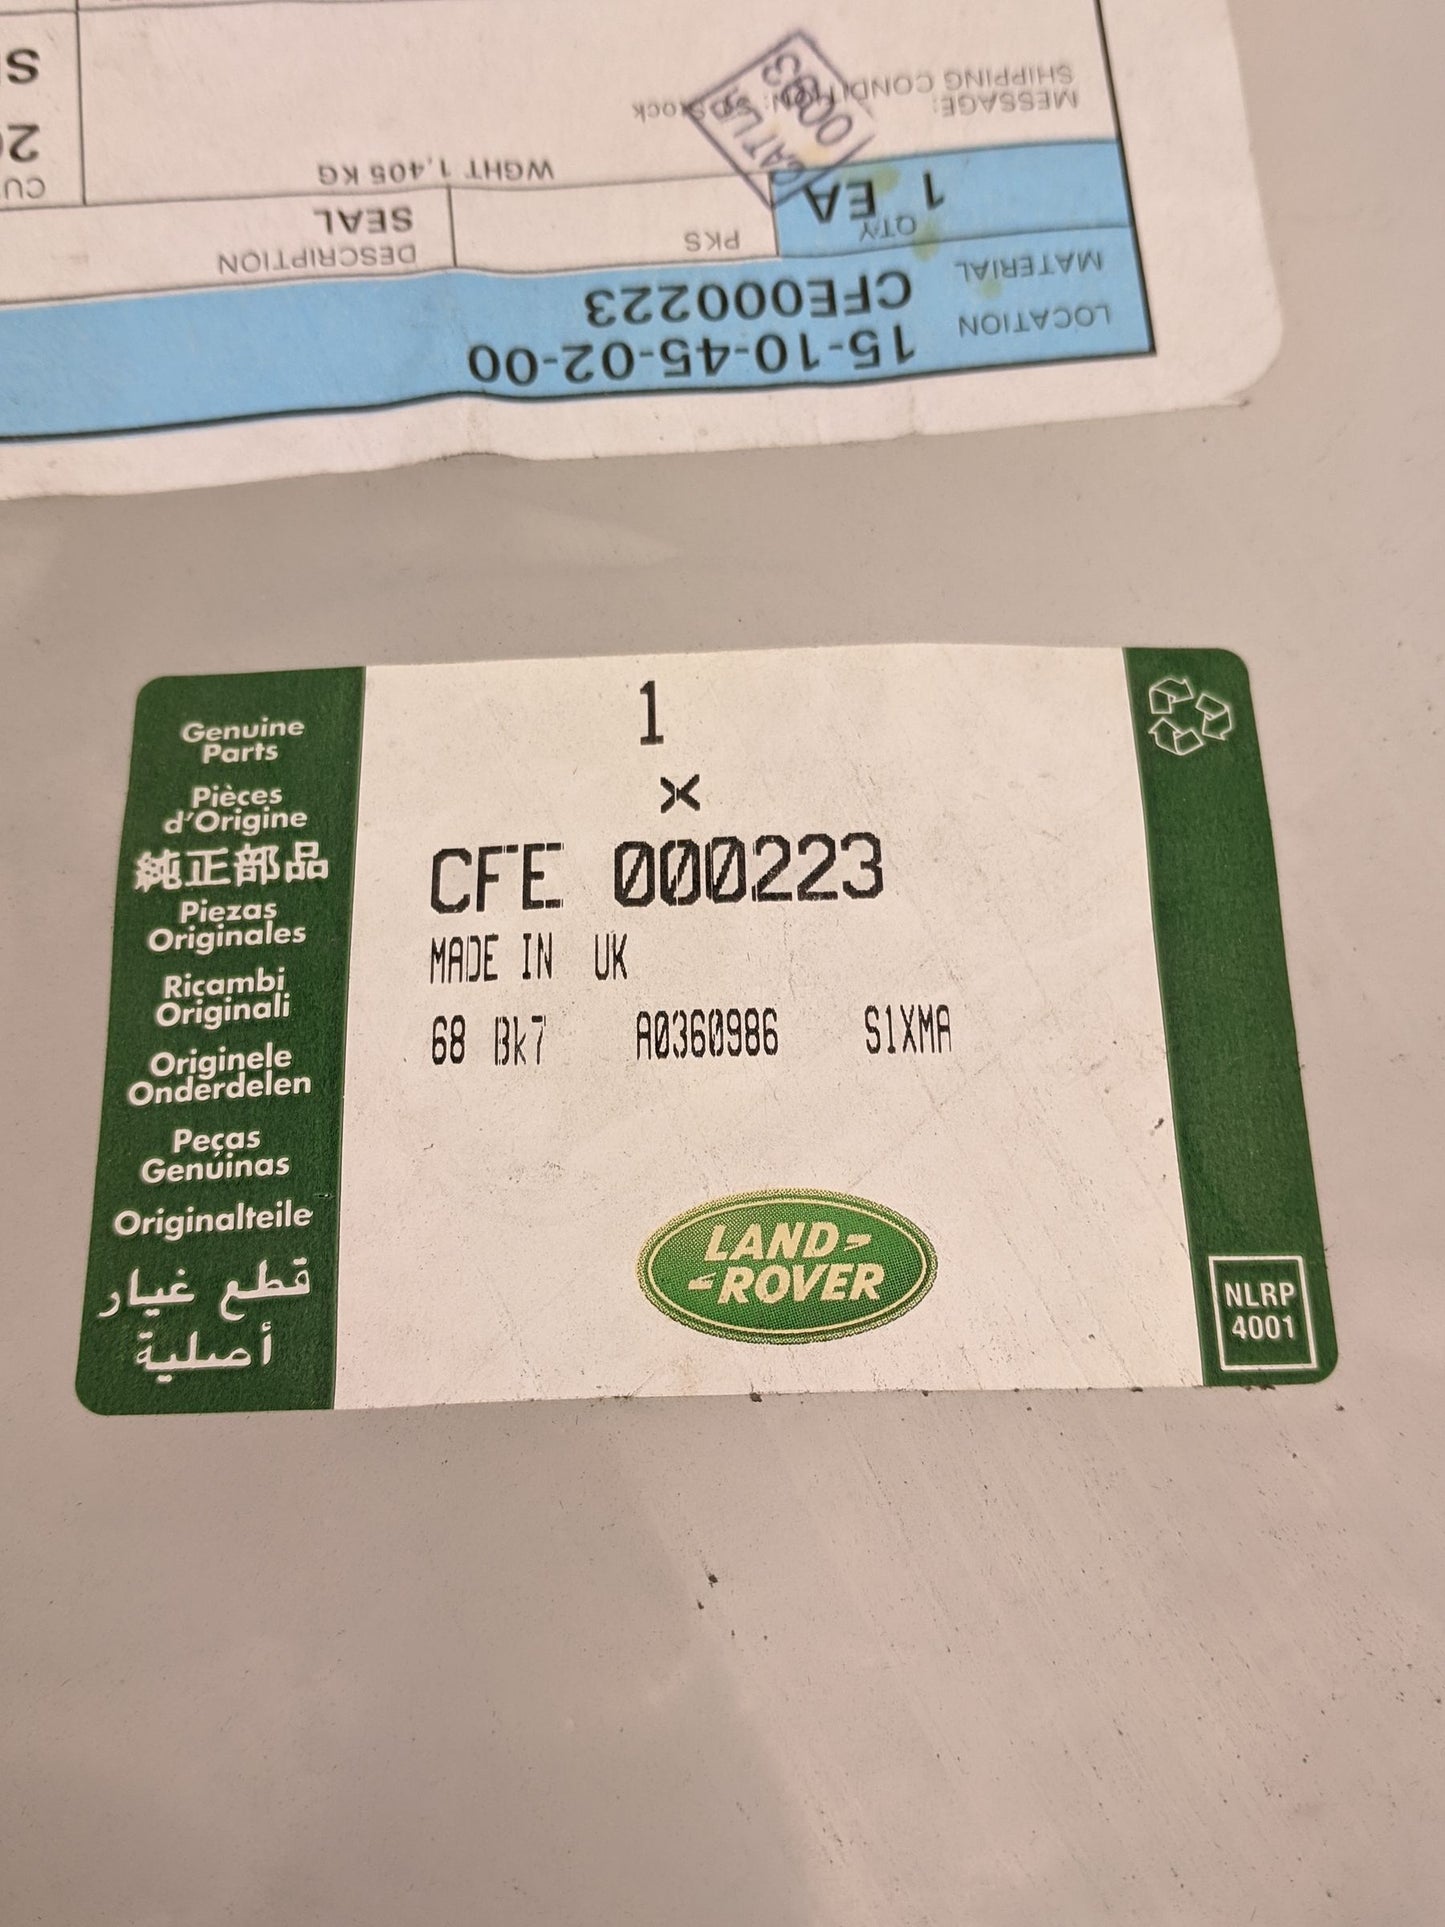 LOCATION 15-10-45-02-00
MATERIAL CFE000223
QTY PKS DESCRIPTION
1 EA SEAL
WGHT 1,405 KG
MESSAGE:
SHIPPING CONDITION: Stock
Genuine
Parts
Pièces
d'Origine
純正部品
Piezas
Originales
Ricambi
Originali
Originele
Onderdelen
Peças
Genúinas
Originalteile
قطع غيار
أصلية
1
X
CFE 000223
MADE IN UK
68 Bk7 A0360986 S1XMA
LAND-
-ROVER
NLRP
4001